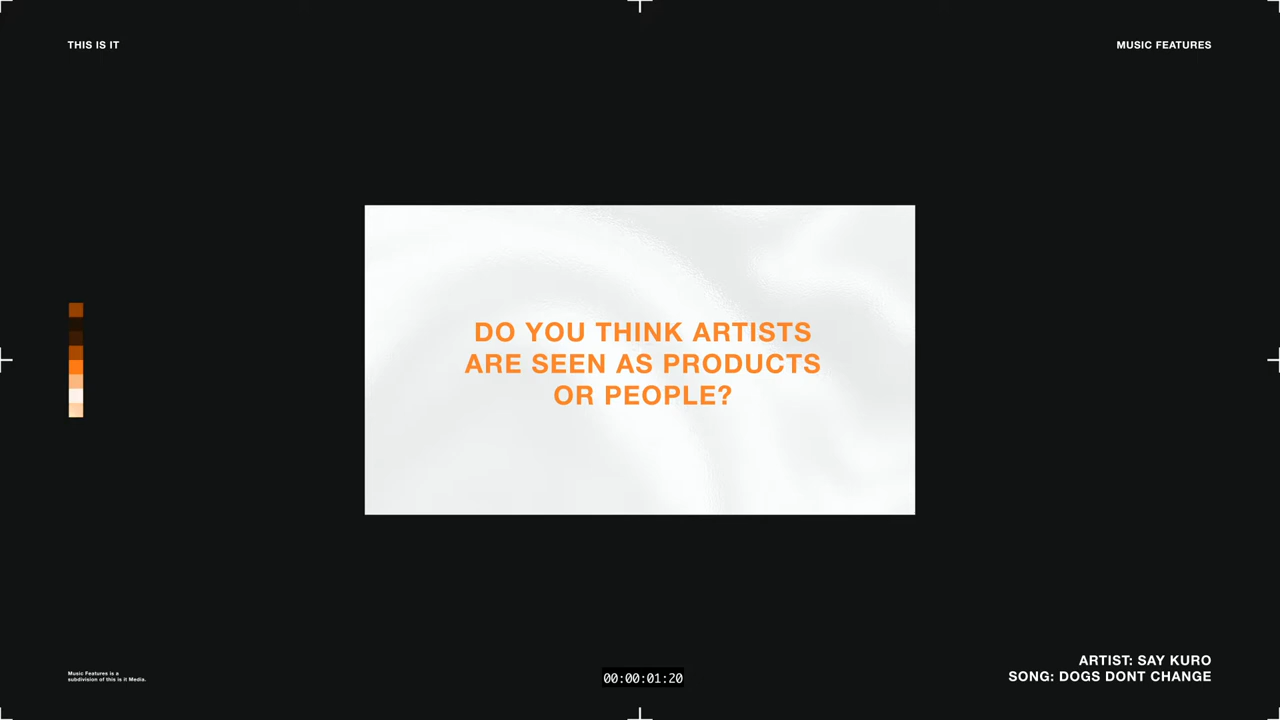 THIS IS IT
MUSIC FEATURES
DO YOU THINK ARTISTS
ARE SEEN AS PRODUCTS
OR PEOPLE?
Music Features is a
subdivision of this is it Media.
00:00:01:20
ARTIST: SAY KURO
SONG: DOGS DONT CHANGE